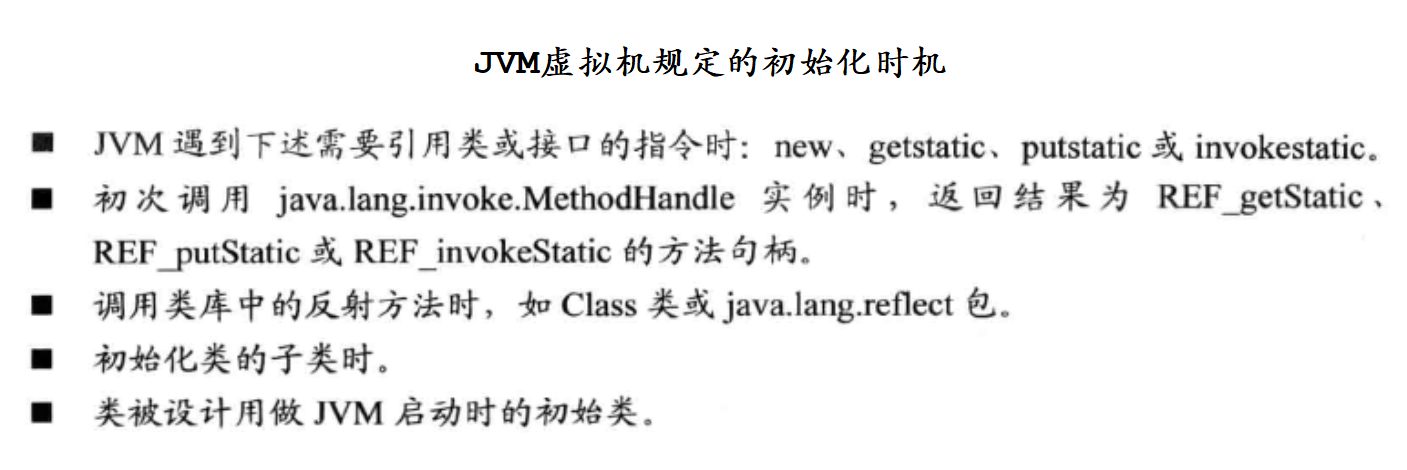 JVM虚拟机规定的初始化时机
■ JVM 遇到下述需要引用类或接口的指令时：new、getstatic、putstatic 或 invokestatic。
■ 初次调用 java.lang.invoke.MethodHandle 实例时，返回结果为 REF_getStatic、
REF_putStatic 或 REF_invokeStatic 的方法句柄。
■ 调用类库中的反射方法时，如 Class 类或 java.lang.reflect 包。
■ 初始化类的子类时。
■ 类被设计用做 JVM 启动时的初始类。